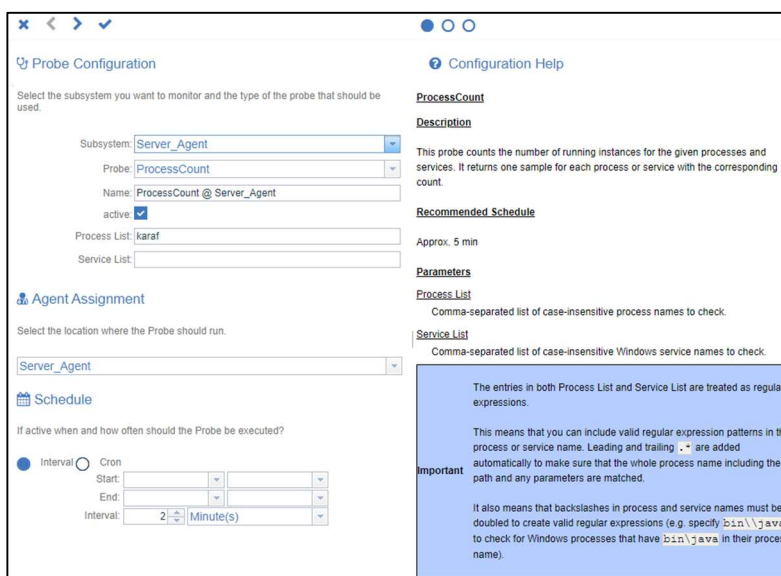 Probe Configuration
Select the subsystem you want to monitor and the type of the probe that should be
used.
Subsystem: Server_Agent
Probe: ProcessCount
Name: ProcessCount @ Server_Agent
active:
Process List: karaf
Service List:
Agent Assignment
Select the location where the Probe should run.
Server_Agent
Schedule
If active when and how often should the Probe be executed?
Interval Cron
Start:
End:
Interval: 2 Minute(s)
Configuration Help
ProcessCount
Description
This probe counts the number of running instances for the given processes and
services. It returns one sample for each process or service with the corresponding
count.
Recommended Schedule
Approx. 5 min
Parameters
Process List
Comma-separated list of case-insensitive process names to check.
Service List
Comma-separated list of case-insensitive Windows service names to check.
Important
The entries in both Process List and Service List are treated as regula
expressions.
This means that you can include valid regular expression patterns in th
process or service name. Leading and trailing .* are added
automatically to make sure that the whole process name including the
path and any parameters are matched.
It also means that backslashes in process and service names must be
doubled to create valid regular expressions (e.g. specify bin\\java
to check for Windows processes that have bin\java in their proces
name).